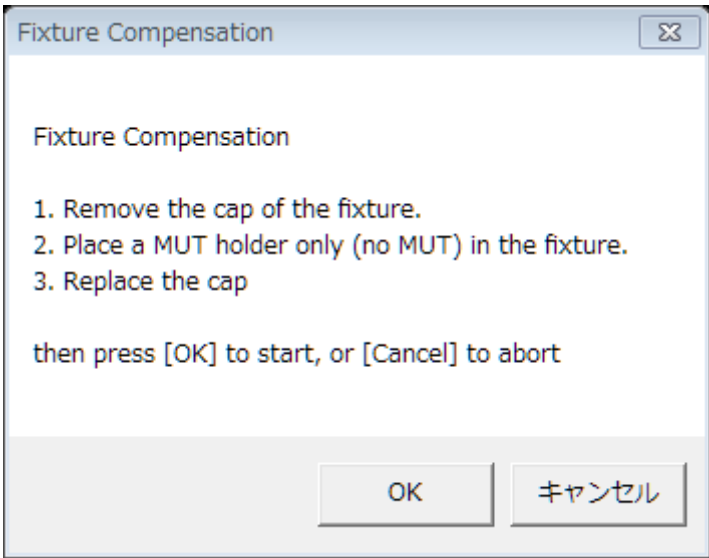 Fixture Compensation
Fixture Compensation
1. Remove the cap of the fixture.
2. Place a MUT holder only (no MUT) in the fixture.
3. Replace the cap
then press [OK] to start, or [Cancel] to abort
OK
キャンセル